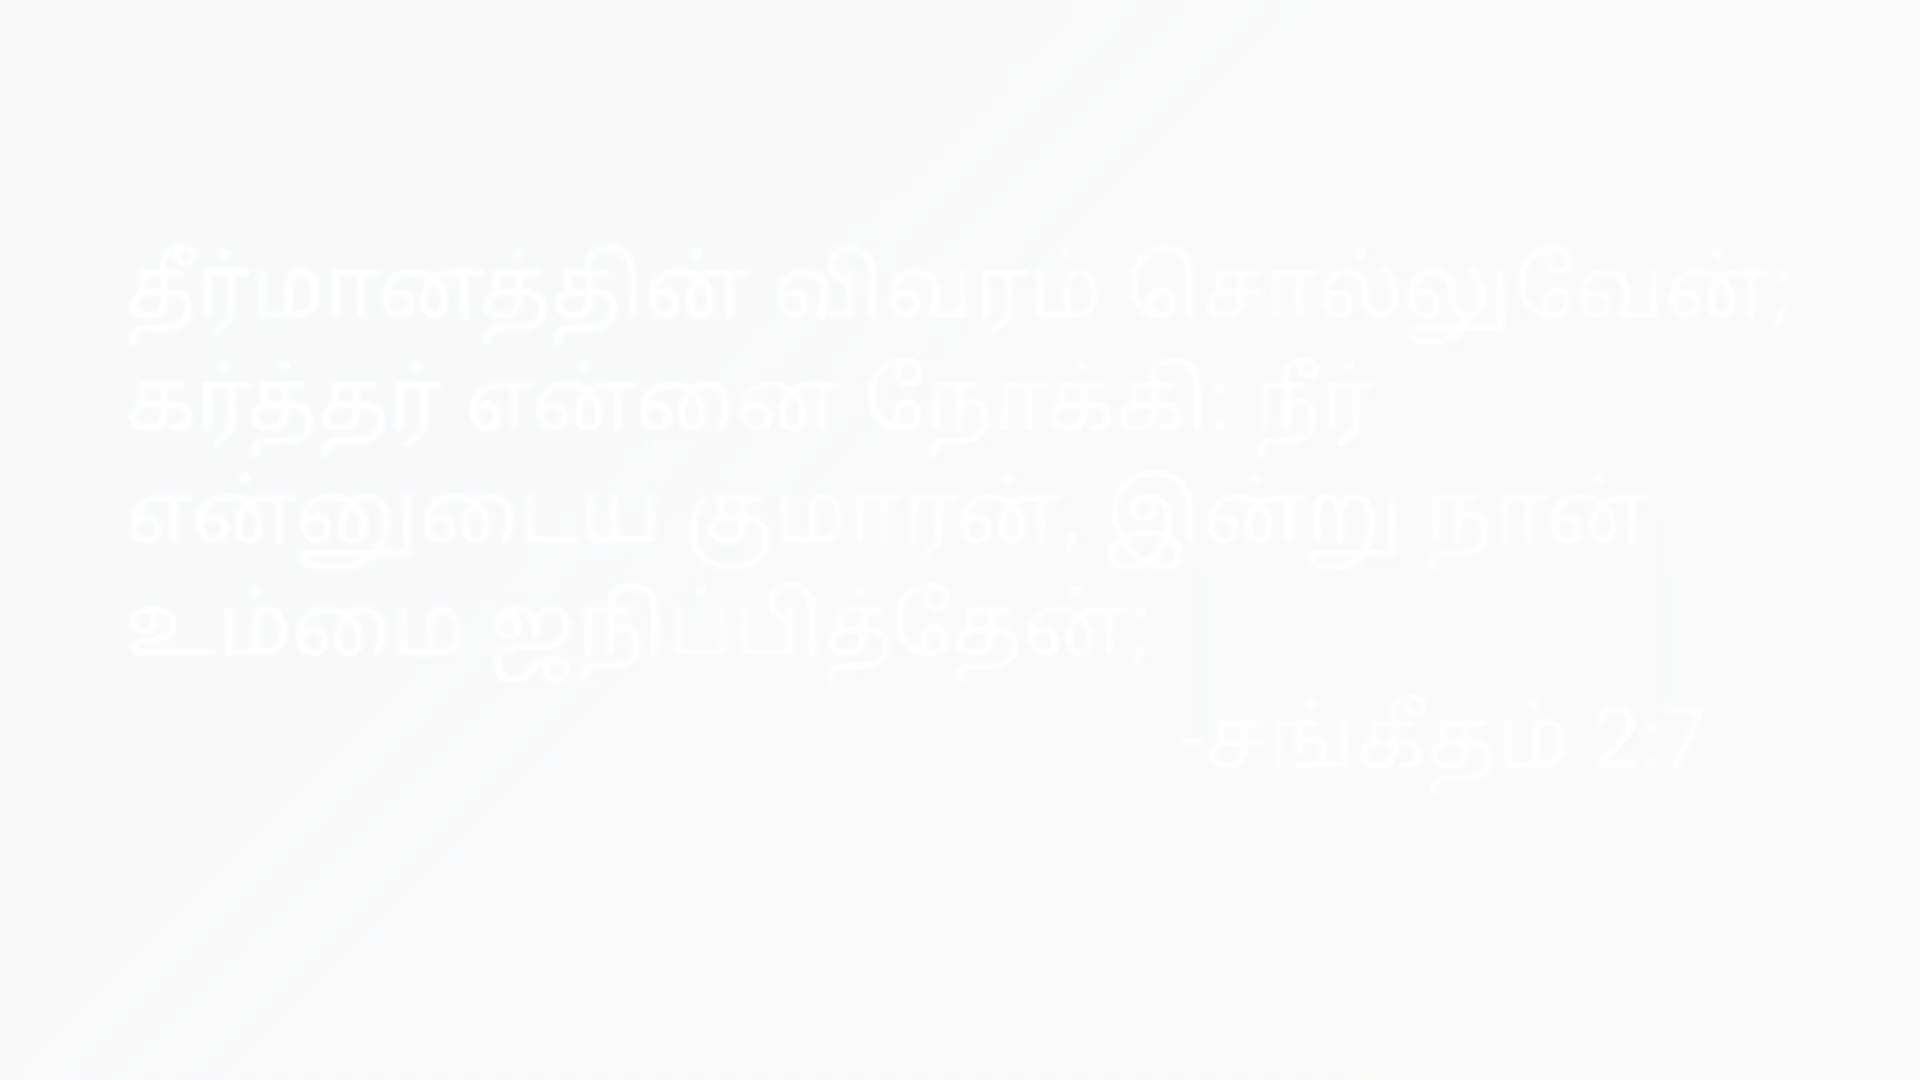 தீர்மானத்தின் விவரம் சொல்லுவேன்;
கர்த்தர் என்னை நோக்கி: நீர்
என்னுடைய குமாரன், இன்று நான்
உம்மை ஜநிப்பித்தேன்;
-சங்கீதம் 2:7